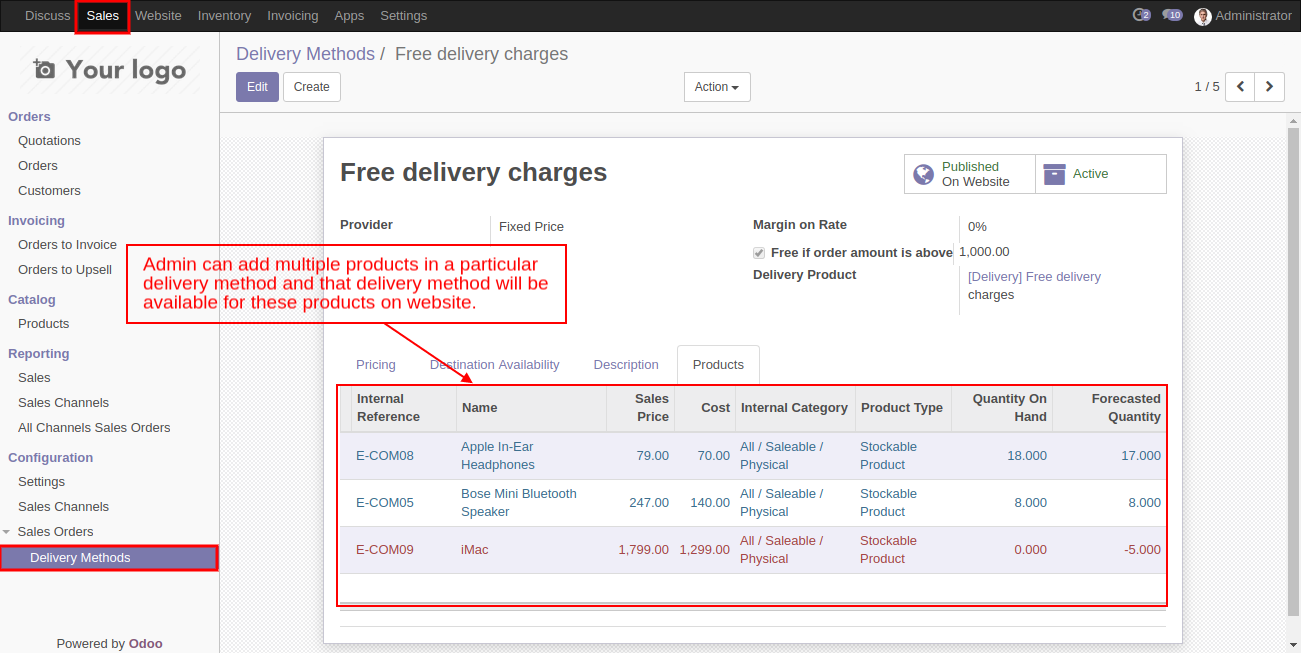 Discuss Sales Website Inventory Invoicing Apps Settings 2 10 Administrator
Your logo
Delivery Methods / Free delivery charges
Edit Create Action 1 / 5
Orders
Quotations
Orders
Customers
Invoicing
Orders to Invoice
Orders to Upsell
Catalog
Products
Reporting
Sales
Sales Channels
All Channels Sales Orders
Configuration
Settings
Sales Channels
Sales Orders
Delivery Methods
Powered by Odoo
Free delivery charges
Published
On Website
Active
Provider Fixed Price
Margin on Rate 0%
Free if order amount is above 1,000.00
Delivery Product [Delivery] Free delivery
charges
Admin can add multiple products in a particular
delivery method and that delivery method will be
available for these products on website.
Pricing Destination Availability Description Products
Internal Reference Name Sales Price Cost Internal Category Product Type Quantity On Hand Forecasted Quantity
E-COM08 Apple In-Ear Headphones 79.00 70.00 All / Saleable / Physical Stockable Product 18.000 17.000
E-COM05 Bose Mini Bluetooth Speaker 247.00 140.00 All / Saleable / Physical Stockable Product 8.000 8.000
E-COM09 iMac 1,799.00 1,299.00 All / Saleable / Physical Stockable Product 0.000 -5.000